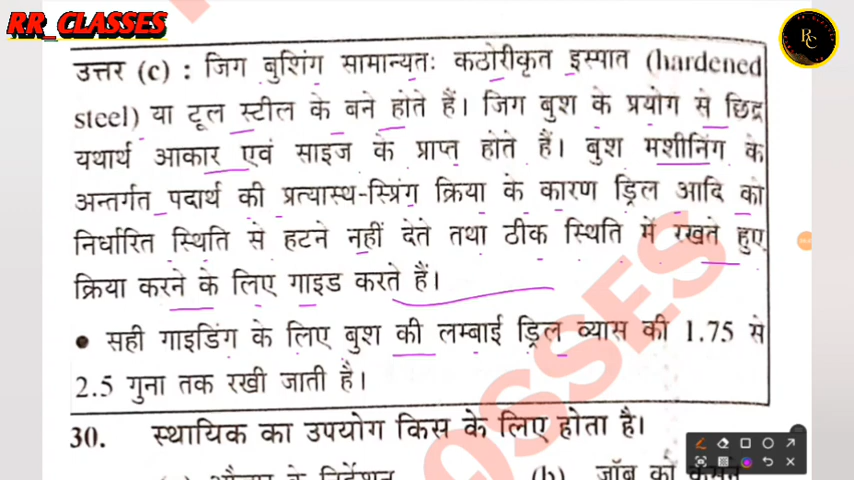 RR_CLASSES
RC
उत्तर (c) : जिग बुशिंग सामान्यतः कठोरीकृत इस्पात (hardened
steel) या टूल स्टील के बने होते हैं। जिग बुश के प्रयोग से छिद्र
यथार्थ आकार एवं साइज के प्राप्त होते हैं। बुश मशीनिंग के
अन्तर्गत पदार्थ की प्रत्यास्थ-स्प्रिंग क्रिया के कारण ड्रिल आदि को
निर्धारित स्थिति से हटने नहीं देते तथा ठीक स्थिति में रखते हुए
क्रिया करने के लिए गाइड करते हैं।
• सही गाइडिंग के लिए बुश की लम्बाई ड्रिल व्यास की 1.75 से
2.5 गुना तक रखी जाती है।
30. स्थायिक का उपयोग किस के लिए होता है।
(b) जॉब को